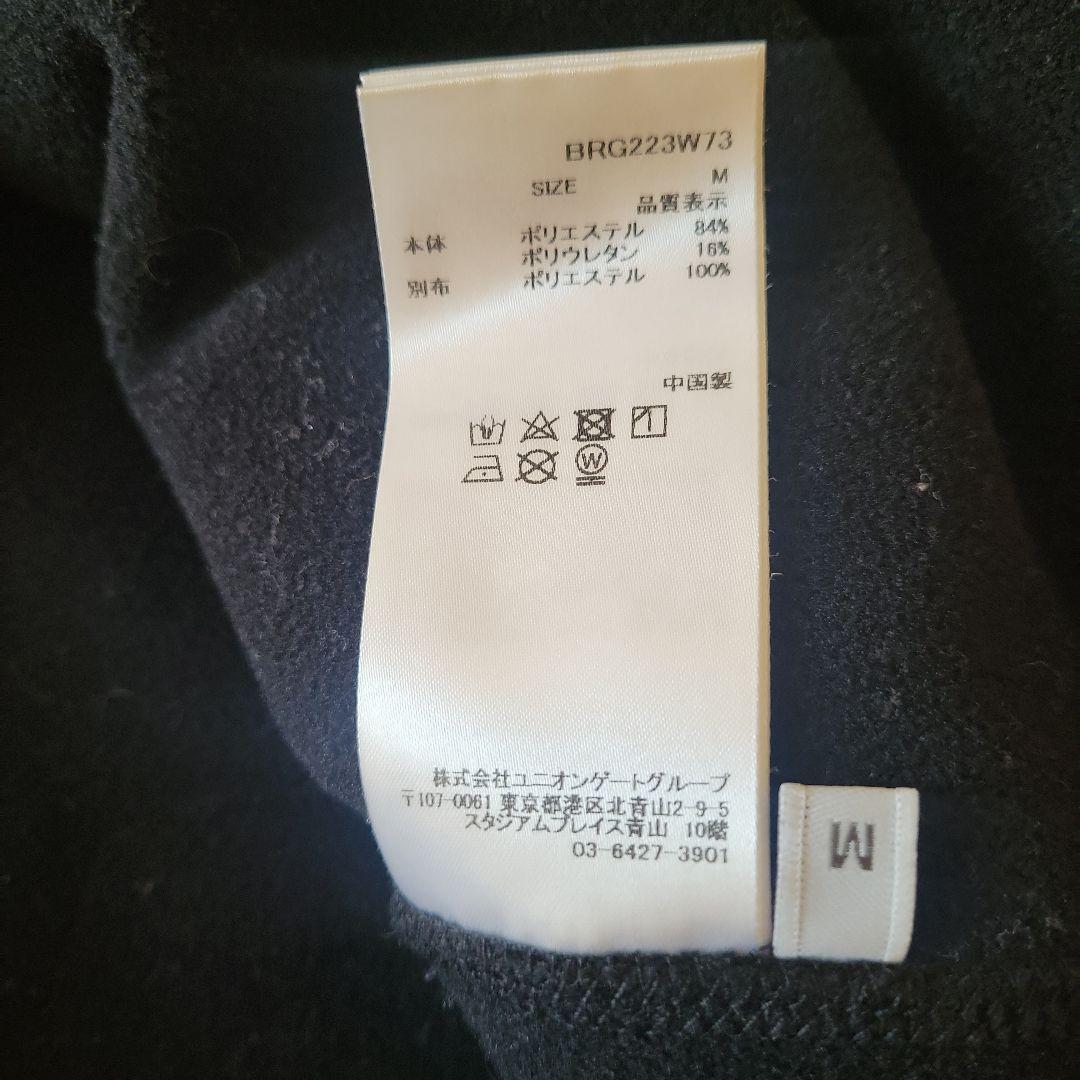 BRG223W73
SIZE M
品質表示
本体 ポリエステル 84%
ポリウレタン 16%
別布 ポリエステル 100%
中国製
W
株式会社ユニオンゲートグループ
〒107-0061 東京都港区北青山2-9-5
スタジアムプレイス青山 10階
03-6427-3901
M